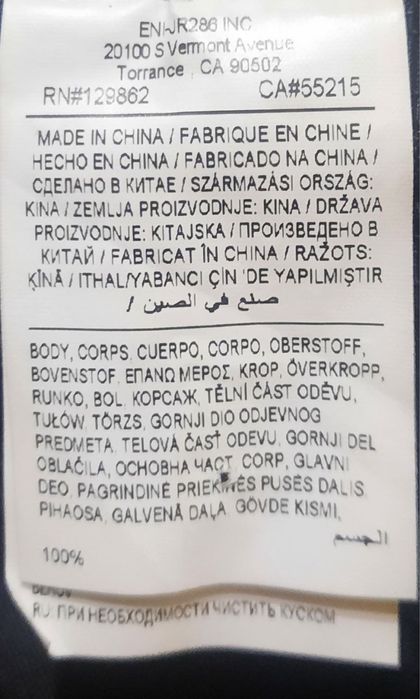 EN-JR286 INC
20100 S Vermont Avenue
Torrance , CA 90502
RN#129862 CA#55215
MADE IN CHINA / FABRIQUE EN CHINE /
HECHO EN CHINA / FABRICADO NA CHINA /
СДЕЛАНО В КИТАЕ / SZÁRMAZÁSI ORSZÁG:
KINA / ZEMLJA PROIZVODNJE: KINA / DRŽAVA
PROIZVODNJE: KITAJSKA / ПРОИЗВЕДЕНО В
КИТАЙ / FABRICAT ÎN CHINA / RAŽOTS:
ĶĪNĀ / ITHAL/YABANCI ÇİN 'DE YAPILMIŞTIR
/ صنع في الصين
BODY, CORPS, CUERPO, CORPO, OBERSTOFF,
BOVENSTOF, ΕΠΑΝΩ ΜΕΡΟΣ, KROP, ÖVERKROPP,
RUNKO, BOL, КОРСАЖ, TĚLNÍ ČÁST ODĚVU,
TUŁÓW, TÖRZS, GORNJI DIO ODJEVNOG
PREDMETA, TELOVÁ ČASŤ ODEVU, GORNJI DEL
OBLAČILA, ОСНОВНА ЧАСТ, CORP, GLAVNI
DEO, PAGRINDINĖ PRIEKINĖS PUSĖS DALIS,
PIHAOSA, GALVENĀ DAĻA, GÖVDE KISMI,
الجسم
100%
RU: ПРИ НЕОБХОДИМОСТИ ЧИСТИТЬ КУСКОМ